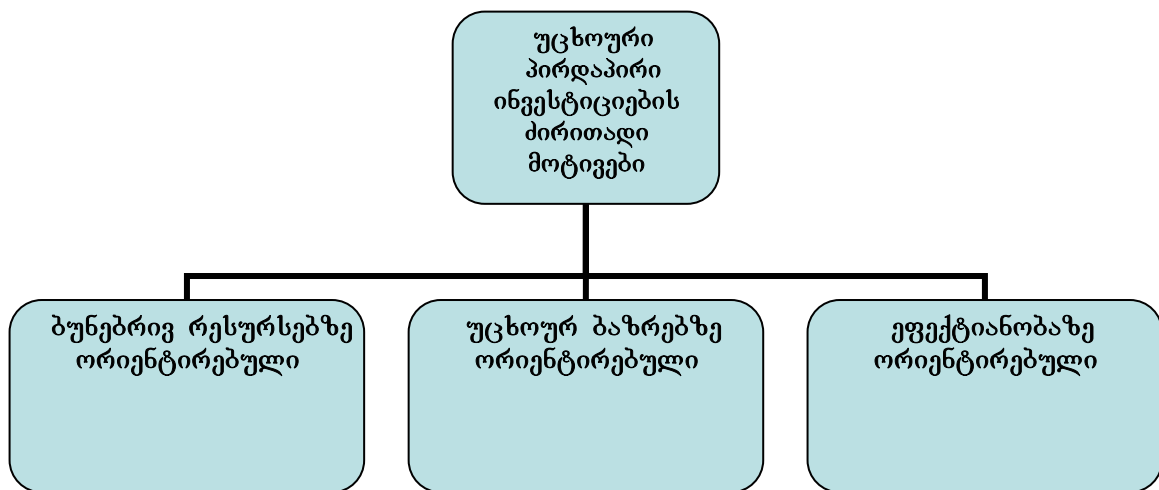 უცხოური
პირდაპირი
ინვესტიციების
ძირითადი
მოტივები
ბუნებრივ რესურსებზე
ორიენტირებული
უცხოურ ბაზრებზე
ორიენტირებული
ეფექტიანობაზე
ორიენტირებული